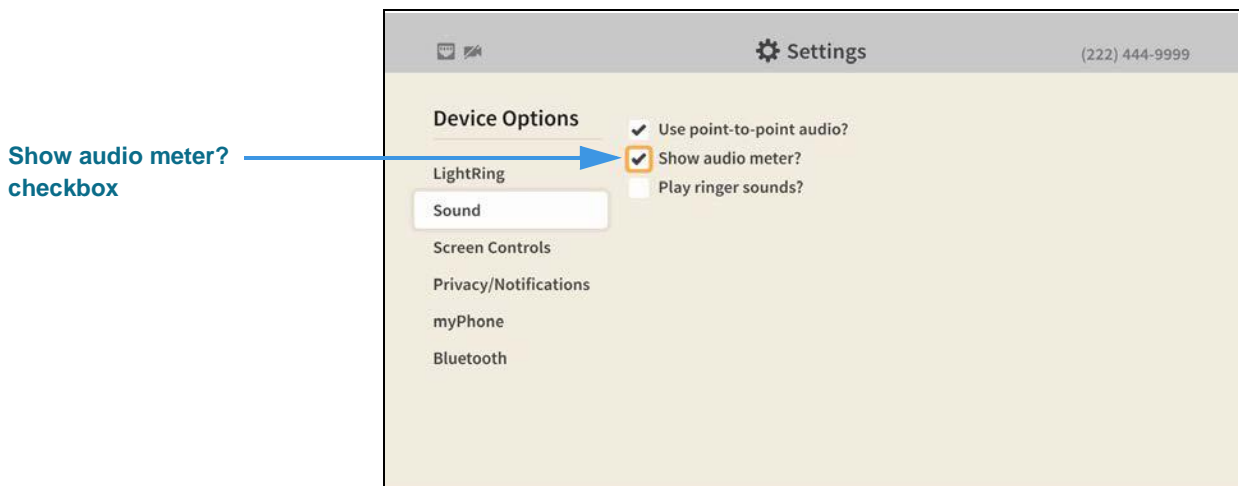 Settings
(222) 444-9999
Show audio meter?
checkbox
Device Options
LightRing
Sound
Screen Controls
Privacy/Notifications
myPhone
Bluetooth
Use point-to-point audio?
Show audio meter?
Play ringer sounds?